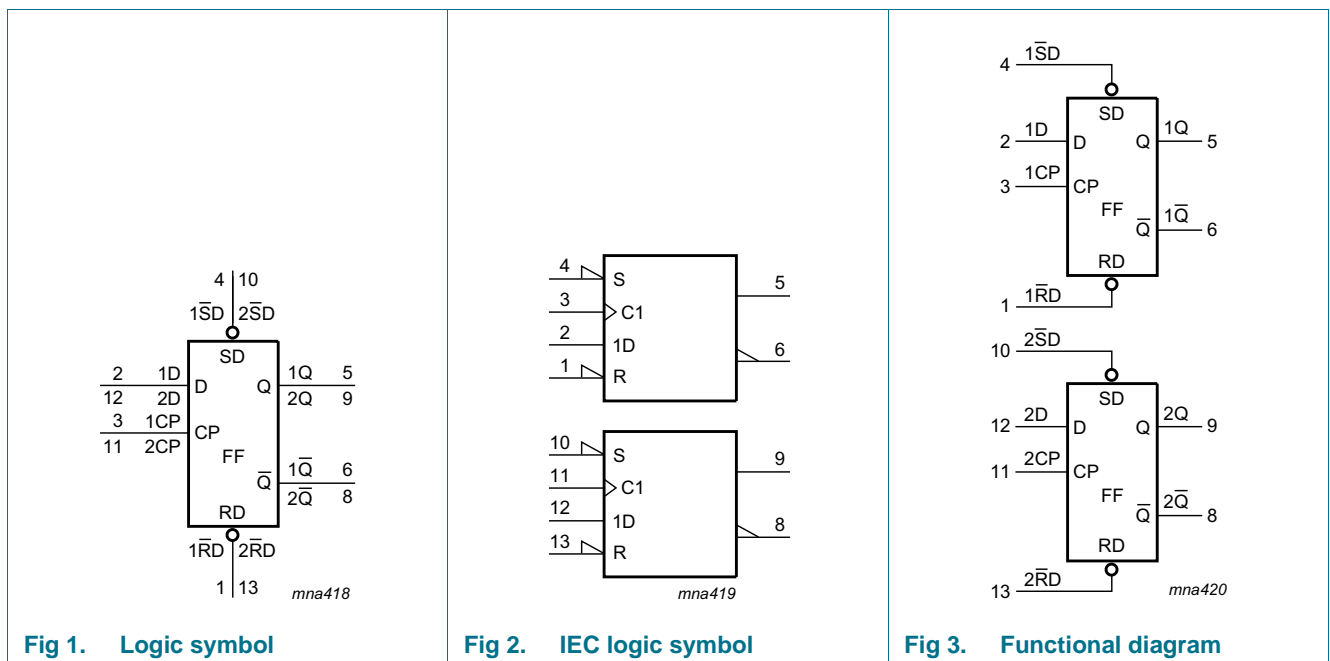 4 10
1S̅D 2S̅D
SD
2 1D D Q 1Q 5
12 2D 2Q 9
3 1CP CP
11 2CP
FF
Q̅ 1Q̅ 6
2Q̅ 8
RD
1R̅D 2R̅D
1 13
mna418
Fig 1. Logic symbol
4 S
5
3 C1
2 1D
6
1 R
10 S
9
11 C1
12 1D
8
13 R
mna419
Fig 2. IEC logic symbol
4 1S̅D
SD
2 1D D Q 1Q 5
3 1CP CP
FF
Q̅ 1Q̅ 6
RD
1 1R̅D
10 2S̅D
SD
12 2D D Q 2Q 9
11 2CP CP
FF
Q̅ 2Q̅ 8
RD
13 2R̅D
mna420
Fig 3. Functional diagram